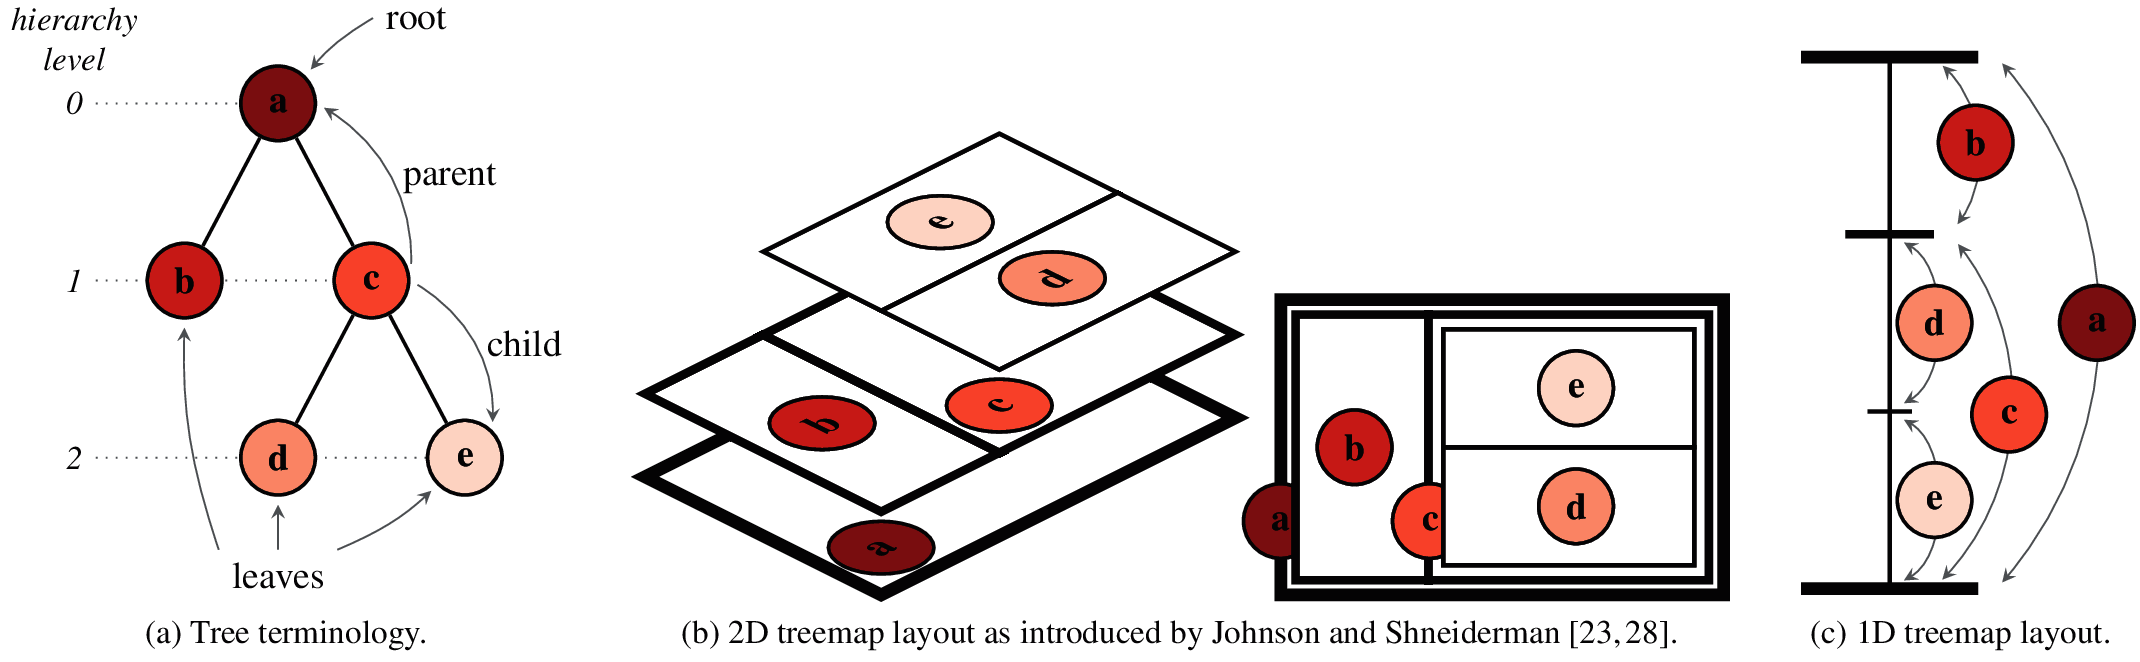 hierarchy
level
root
0
a
parent
1
b
c
child
2
d
e
leaves
(a) Tree terminology.
e
d
b
c
a
e
b
a
c
d
(b) 2D treemap layout as introduced by Johnson and Shneiderman [23, 28].
b
d
a
c
e
(c) 1D treemap layout.